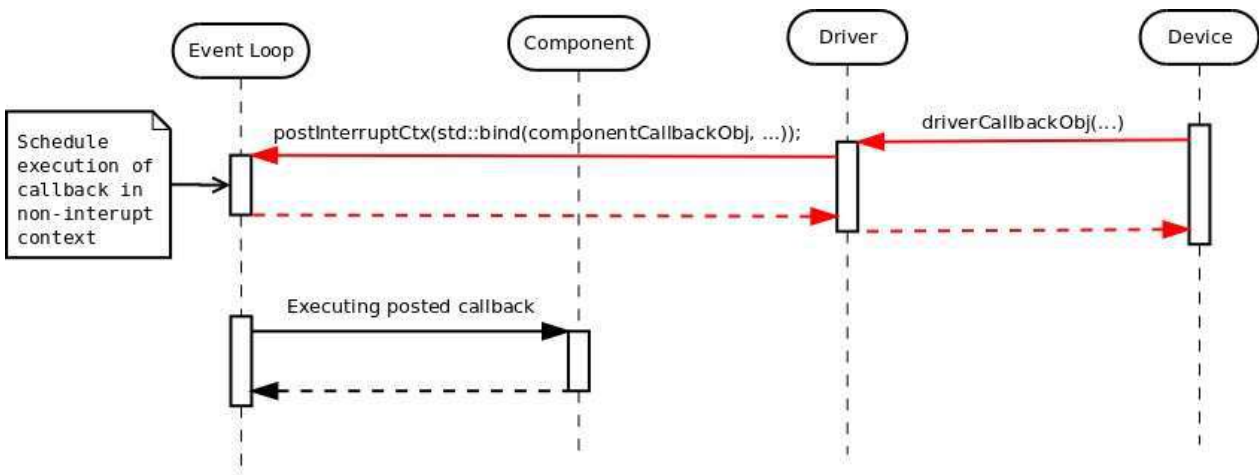 Event Loop
Component
Driver
Device
Schedule
execution of
callback in
non-interupt
context
postInterruptCtx(std::bind(componentCallbackObj, ...));
driverCallbackObj(...)
Executing posted callback